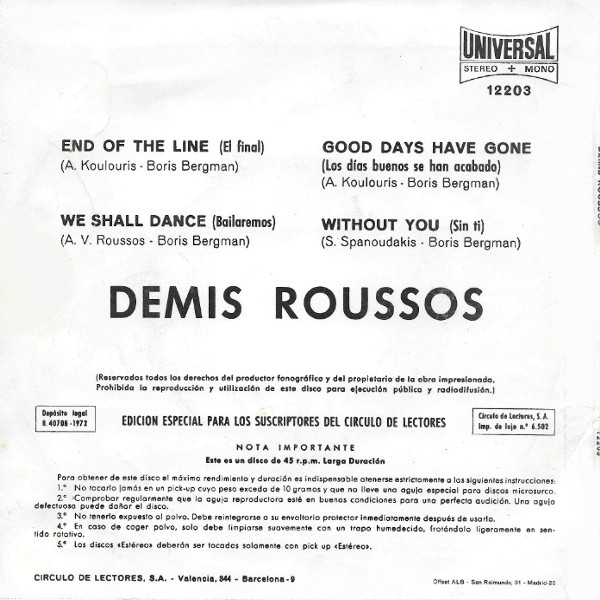 UNIVERSAL
STEREO + MONO
12203
END OF THE LINE (El final)
(A. Koulouris - Boris Bergman)
GOOD DAYS HAVE GONE
(Los días buenos se han acabado)
(A. Koulouris - Boris Bergman)
WE SHALL DANCE (Bailaremos)
(A. V. Roussos - Boris Bergman)
WITHOUT YOU (Sin ti)
(S. Spanoudakis - Boris Bergman)
DEMIS ROUSSOS
(Reservados todos los derechos del productor fonográfico y del propietario de la obra impresionada.
Prohibida la reproducción y utilización de este disco para ejecución pública y radiodifusión.)
Depósito legal
B. 40708 - 1972
EDICION ESPECIAL PARA LOS SUSCRIPTORES DEL CIRCULO DE LECTORES
Círculo de Lectores, S.A.
Imp. de lujo n.º 6.502
NOTA IMPORTANTE
Este es un disco de 45 r.p.m. Larga Duración
Para obtener de este disco el máximo rendimiento y duración es indispensable atenerse estrictamente a las siguientes instrucciones:
1.º No tocarlo jamás en un pick-up cuyo peso exceda de 10 gramos y que no lleve una aguja especial para discos microsurco.
2.º Comprobar regularmente que la aguja reproductora esté en buenas condiciones para una perfecta audición. Una aguja
defectuosa puede dañar el disco.
3.º No tenerlo expuesto al polvo. Debe reintegrarse a su envoltorio protector inmediatamente después de usarlo.
4.º En caso de coger polvo, solo debe limpiarse suavemente con un trapo humedecido, frotándolo ligeramente en sen-
tido rotativo.
5.º Los discos «Estéreo» deberán ser tocados solamente con pick up «Estéreo».
CIRCULO DE LECTORES, S.A. - Valencia, 344 - Barcelona - 9
Offset ALG - San Raimundo, 31 - Madrid-20